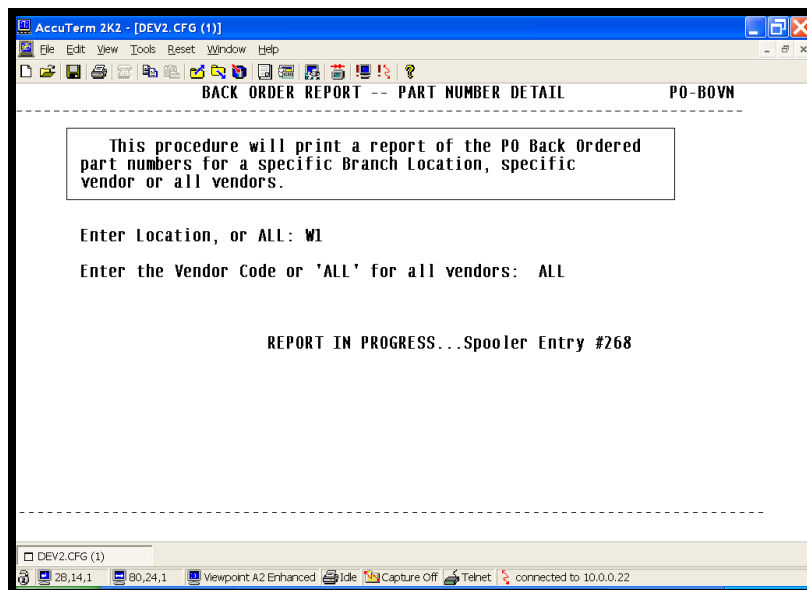 AccuTerm 2K2 - [DEV2.CFG (1)]
File Edit View Tools Reset Window Help
BACK ORDER REPORT -- PART NUMBER DETAIL PO-BOVN
This procedure will print a report of the PO Back Ordered
part numbers for a specific Branch Location, specific
vendor or all vendors.
Enter Location, or ALL: W1
Enter the Vendor Code or 'ALL' for all vendors: ALL
REPORT IN PROGRESS...Spooler Entry #268
DEV2.CFG (1)
28,14,1 80,24,1 Viewpoint A2 Enhanced Idle Capture Off Telnet connected to 10.0.0.22